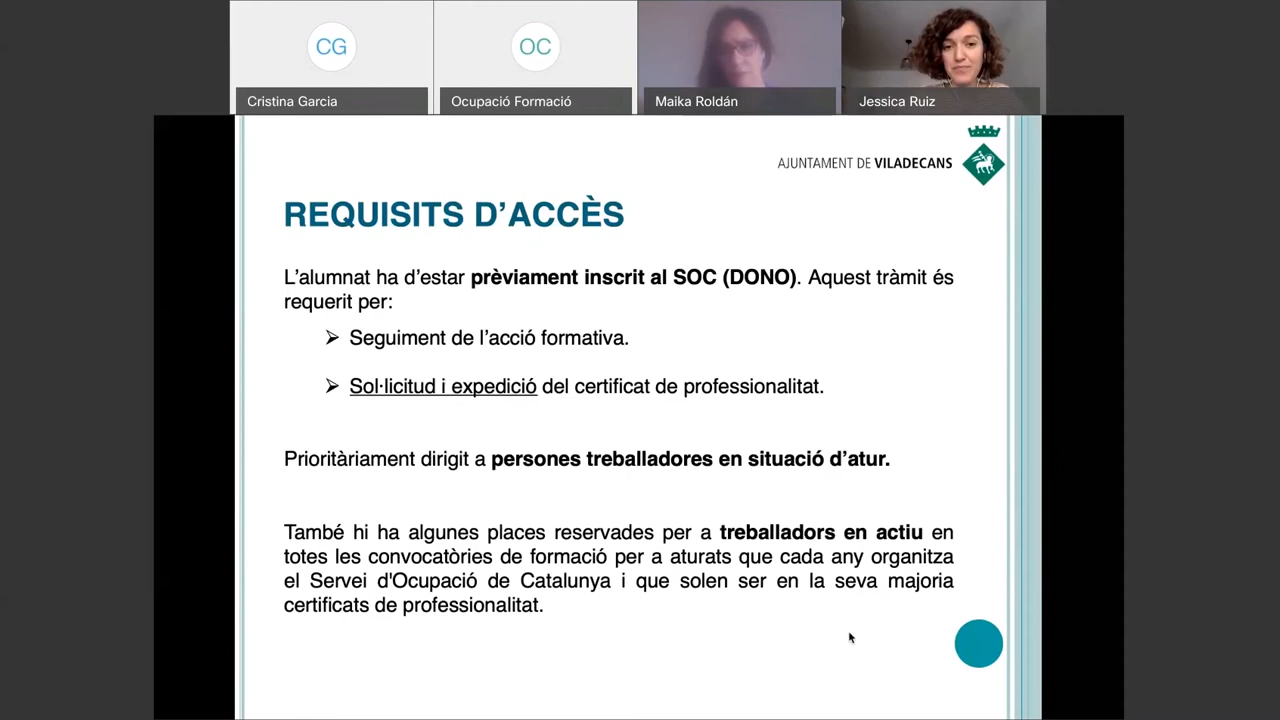 CG
OC
Cristina Garcia
Ocupació Formació
Maika Roldán
Jessica Ruiz
AJUNTAMENT DE VILADECANS
REQUISITS D’ACCÈS
L’alumnat ha d’estar prèviament inscrit al SOC (DONO). Aquest tràmit és
requerit per:
Seguiment de l’acció formativa.
Sol·licitud i expedició del certificat de professionalitat.
Prioritàriament dirigit a persones treballadores en situació d’atur.
També hi ha algunes places reservades per a treballadors en actiu en
totes les convocatòries de formació per a aturats que cada any organitza
el Servei d'Ocupació de Catalunya i que solen ser en la seva majoria
certificats de professionalitat.